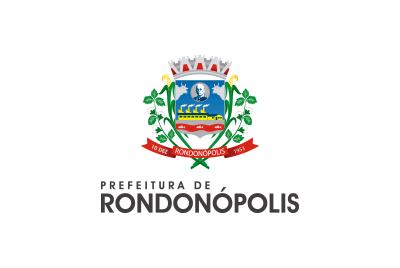 10 DEZ RONDONÓPOLIS 1953
PREFEITURA DE
RONDONÓPOLIS